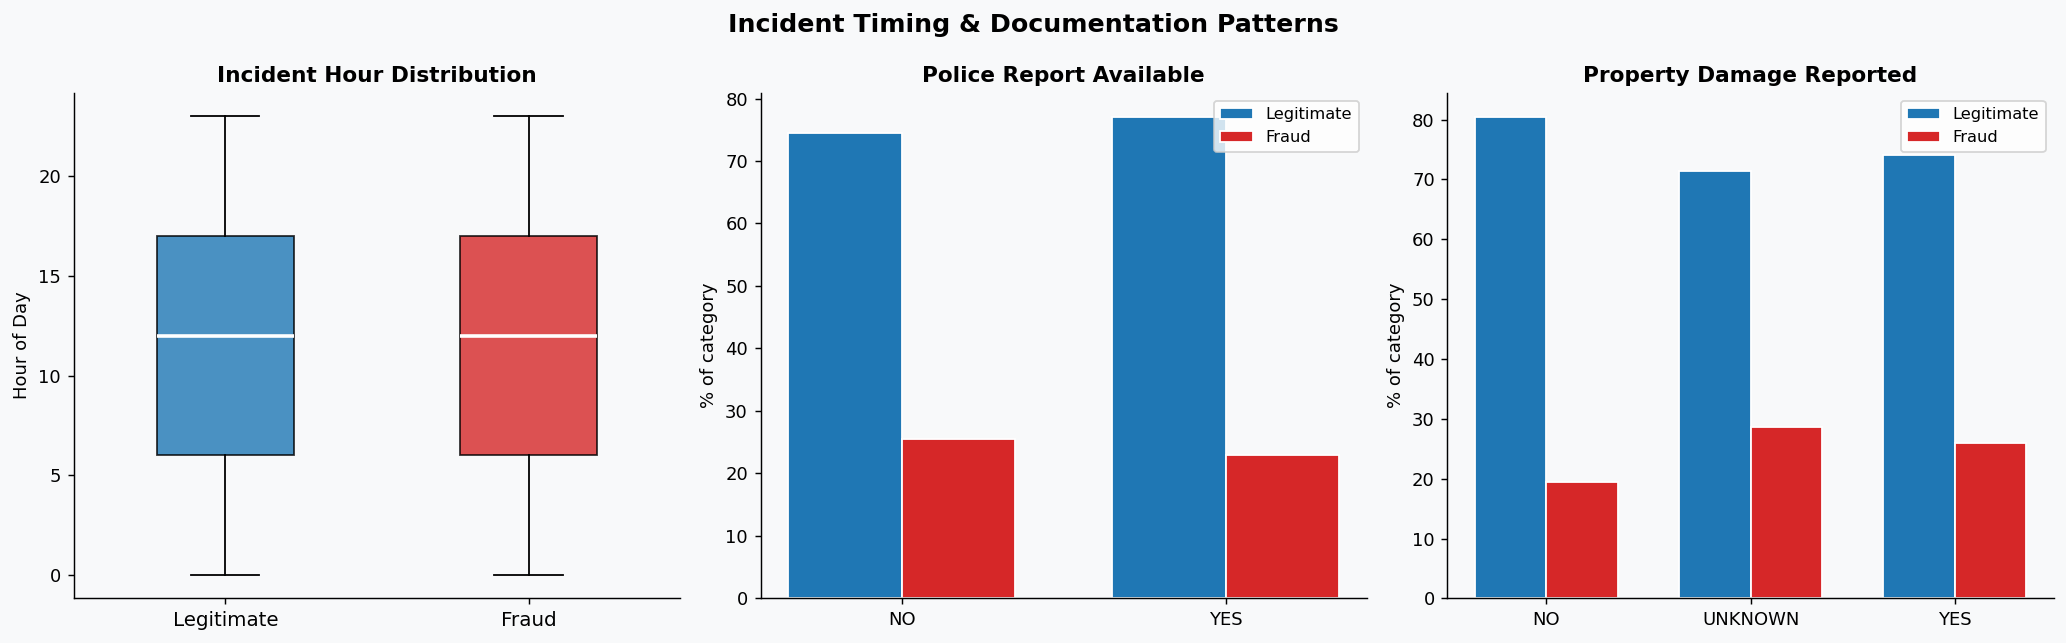 Incident Timing & Documentation Patterns
Incident Hour Distribution
Hour of Day
20
15
10
5
0
Legitimate Fraud
Police Report Available
% of category
80
70
60
50
40
30
20
10
0
NO YES
Legitimate
Fraud
Property Damage Reported
% of category
80
70
60
50
40
30
20
10
0
NO UNKNOWN YES
Legitimate
Fraud